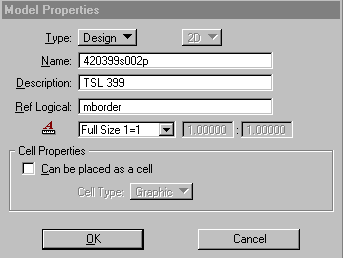 Model Properties
Type: Design 2D
Name: 420399s002p
Description: TSL 399
Ref Logical: mborder
Full Size 1=1 1.00000 : 1.00000
Cell Properties
Can be placed as a cell
Cell Type: Graphic
OK Cancel